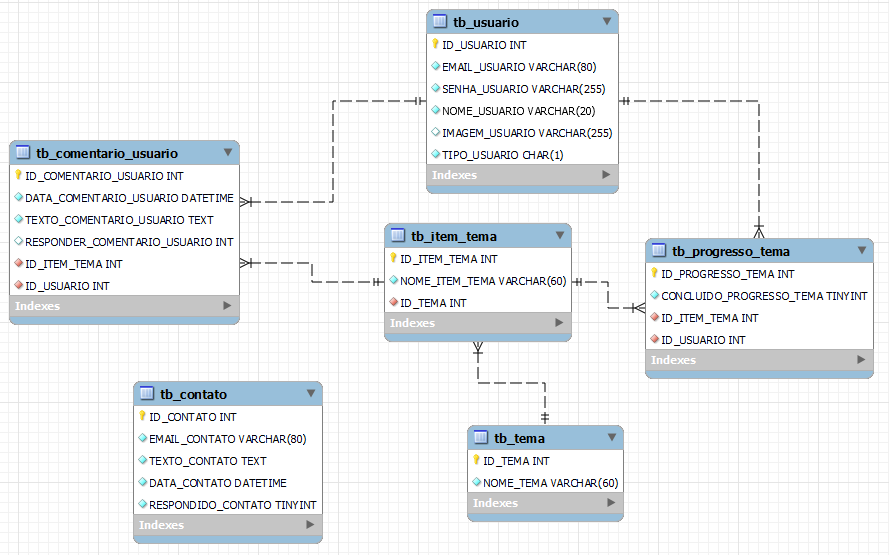 tb_usuario
ID_USUARIO INT
EMAIL_USUARIO VARCHAR(80)
SENHA_USUARIO VARCHAR(255)
NOME_USUARIO VARCHAR(20)
IMAGEM_USUARIO VARCHAR(255)
TIPO_USUARIO CHAR(1)
Indexes
tb_comentario_usuario
ID_COMENTARIO_USUARIO INT
DATA_COMENTARIO_USUARIO DATETIME
TEXTO_COMENTARIO_USUARIO TEXT
RESPONDER_COMENTARIO_USUARIO INT
ID_ITEM_TEMA INT
ID_USUARIO INT
Indexes
tb_item_tema
ID_ITEM_TEMA INT
NOME_ITEM_TEMA VARCHAR(60)
ID_TEMA INT
Indexes
tb_progresso_tema
ID_PROGRESSO_TEMA INT
CONCLUIDO_PROGRESSO_TEMA TINYINT
ID_ITEM_TEMA INT
ID_USUARIO INT
Indexes
tb_contato
ID_CONTATO INT
EMAIL_CONTATO VARCHAR(80)
TEXTO_CONTATO TEXT
DATA_CONTATO DATETIME
RESPONDIDO_CONTATO TINYINT
Indexes
tb_tema
ID_TEMA INT
NOME_TEMA VARCHAR(60)
Indexes